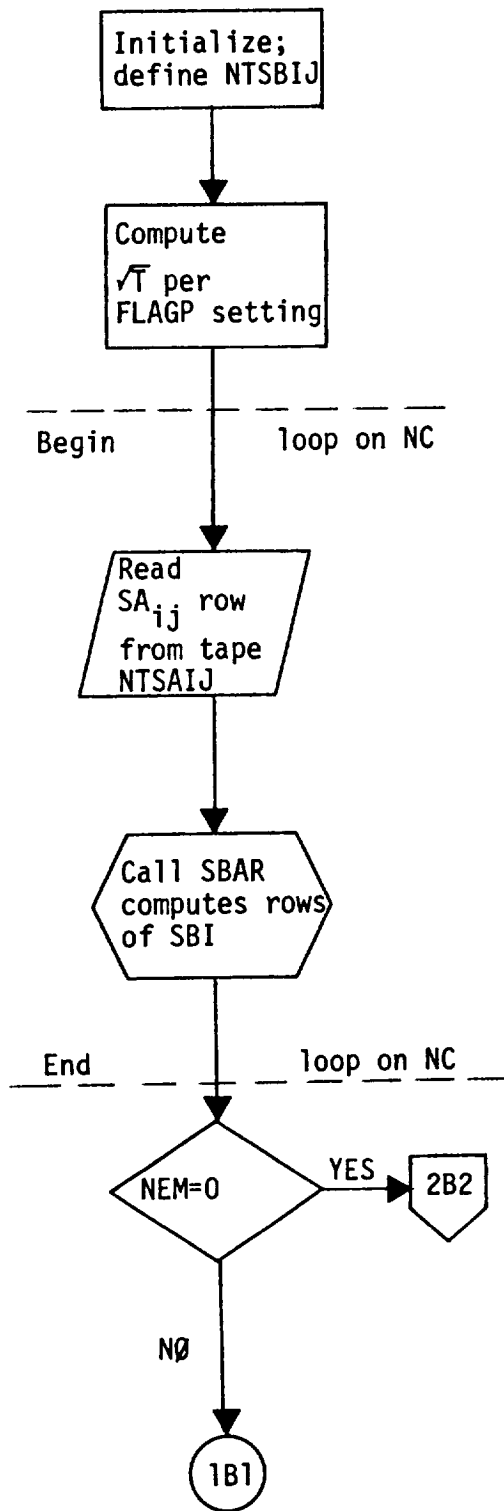 Initialize;
define NTSBIJ
Compute
√T per
FLAGP setting
Begin loop on NC
Read
SAij row
from tape
NTSAIJ
Call SBAR
computes rows
of SBI
End loop on NC
NEM=0
YES
2B2
NØ
1B1